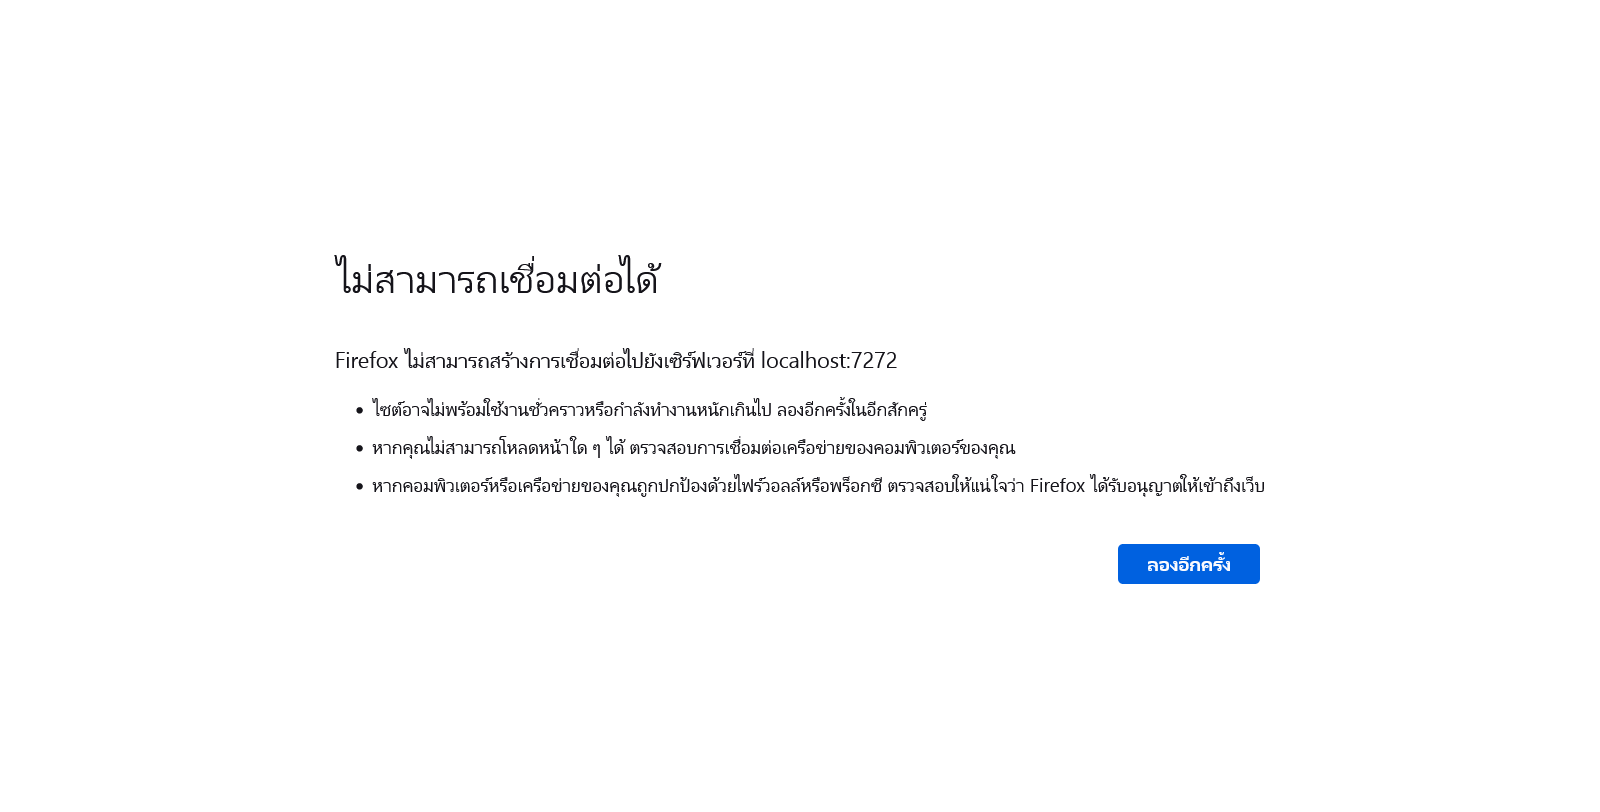 ไม่สามารถเชื่อมต่อได้
Firefox ไม่สามารถสร้างการเชื่อมต่อไปยังเซิร์ฟเวอร์ที่ localhost:7272
• ไซต์อาจไม่พร้อมใช้งานชั่วคราวหรือกำลังทำงานหนักเกินไป ลองอีกครั้งในอีกสักครู่
• หากคุณไม่สามารถโหลดหน้าใด ๆ ได้ ตรวจสอบการเชื่อมต่อเครือข่ายของคอมพิวเตอร์ของคุณ
• หากคอมพิวเตอร์หรือเครือข่ายของคุณถูกปกป้องด้วยไฟร์วอลล์หรือพร็อกซี ตรวจสอบให้แน่ใจว่า Firefox ได้รับอนุญาตให้เข้าถึงเว็บ
ลองอีกครั้ง